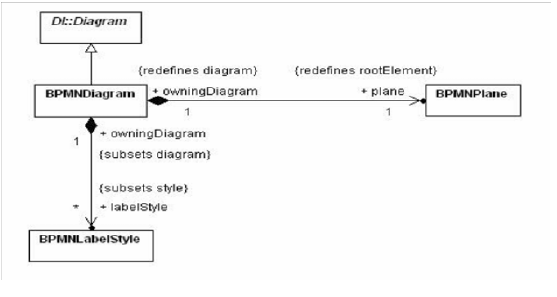 DI::Diagram
{redefines diagram}
{redefines rootElement}
BPMNDiagram
+ owningDiagram
+ plane
BPMNPlane
1
1
1
+ owningDiagram
{subsets diagram}
{subsets style}
*
+ labelStyle
BPMNLabelStyle